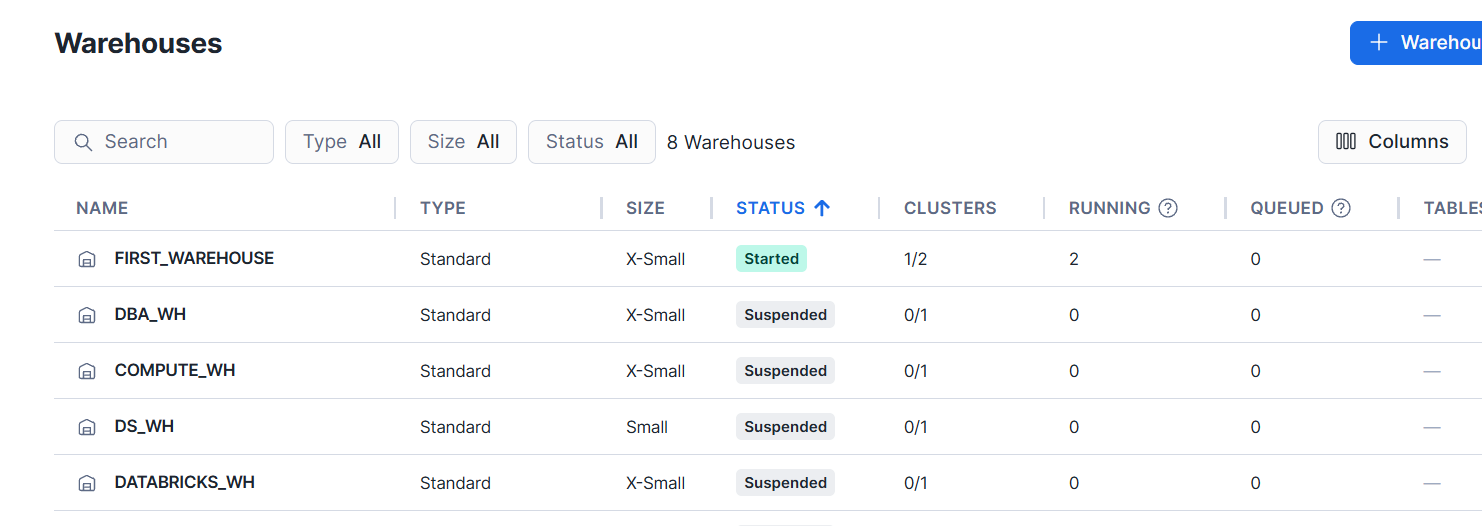 Warehouses
+ Warehou
Search Type All Size All Status All 8 Warehouses Columns
NAME TYPE SIZE STATUS CLUSTERS RUNNING QUEUED TABLES
FIRST_WAREHOUSE Standard X-Small Started 1/2 2 0 —
DBA_WH Standard X-Small Suspended 0/1 0 0 —
COMPUTE_WH Standard X-Small Suspended 0/1 0 0 —
DS_WH Standard Small Suspended 0/1 0 0 —
DATABRICKS_WH Standard X-Small Suspended 0/1 0 0 —